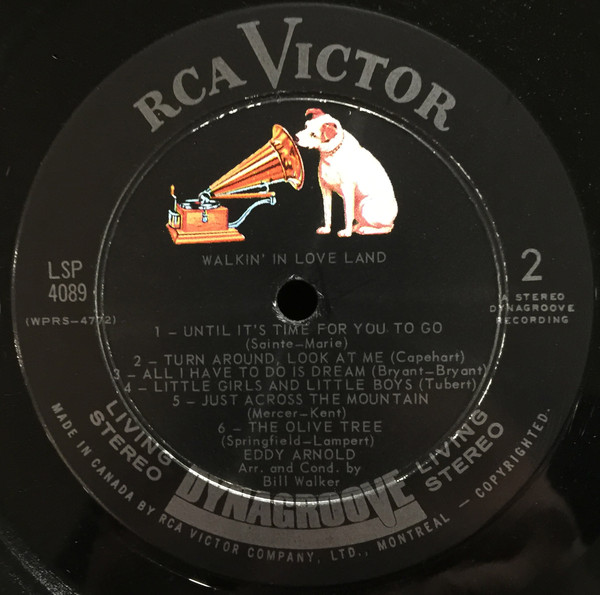 RCA VICTOR
WALKIN' IN LOVE LAND
LSP
4089
(WPRS-4772)
2
A STEREO
DYNAGROOVE
RECORDING
1 – UNTIL IT'S TIME FOR YOU TO GO
(Sainte–Marie)
2 – TURN AROUND, LOOK AT ME (Capehart)
3 – ALL I HAVE TO DO IS DREAM (Bryant–Bryant)
4 – LITTLE GIRLS AND LITTLE BOYS (Tubert)
5 – JUST ACROSS THE MOUNTAIN
(Mercer–Kent)
6 – THE OLIVE TREE
(Springfield–Lampert)
EDDY ARNOLD
Arr. and Cond. by
Bill Walker
LIVING
STEREO
DYNAGROOVE
LIVING
STEREO
MADE IN CANADA BY RCA VICTOR COMPANY, LTD., MONTREAL — COPYRIGHTED.